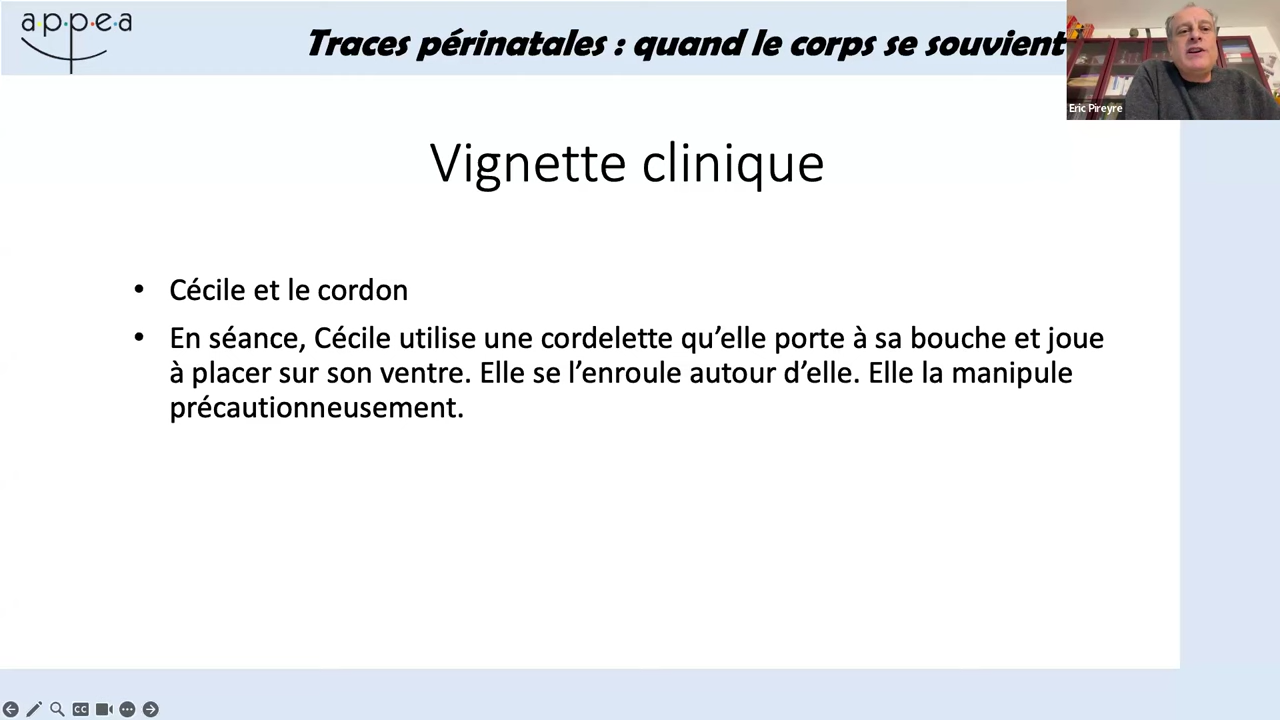 a·p·p·e·a
Traces périnatales : quand le corps se souvient
Eric Pireyre
Vignette clinique
• Cécile et le cordon
• En séance, Cécile utilise une cordelette qu’elle porte à sa bouche et joue
à placer sur son ventre. Elle se l’enroule autour d’elle. Elle la manipule
précautionneusement.
CC